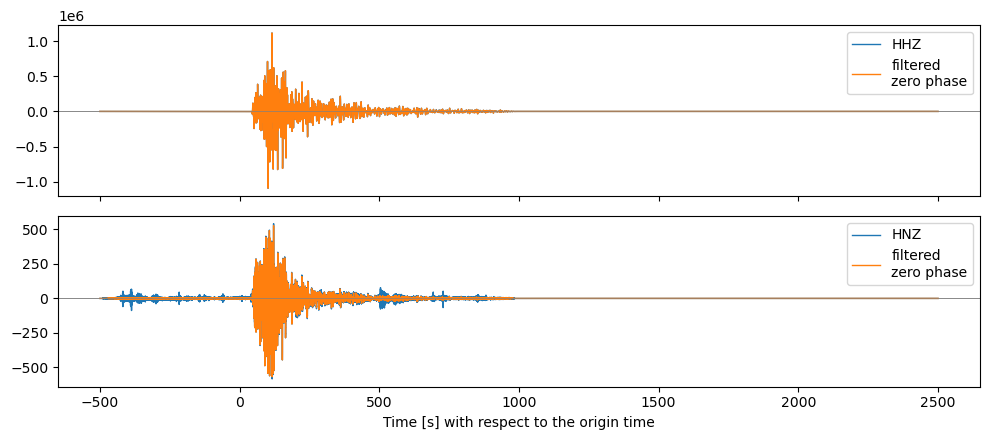 1e6
1.0
0.5
0.0
−0.5
−1.0
HHZ
filtered
zero phase
500
250
0
−250
−500
HNZ
filtered
zero phase
−500 0 500 1000 1500 2000 2500
Time [s] with respect to the origin time